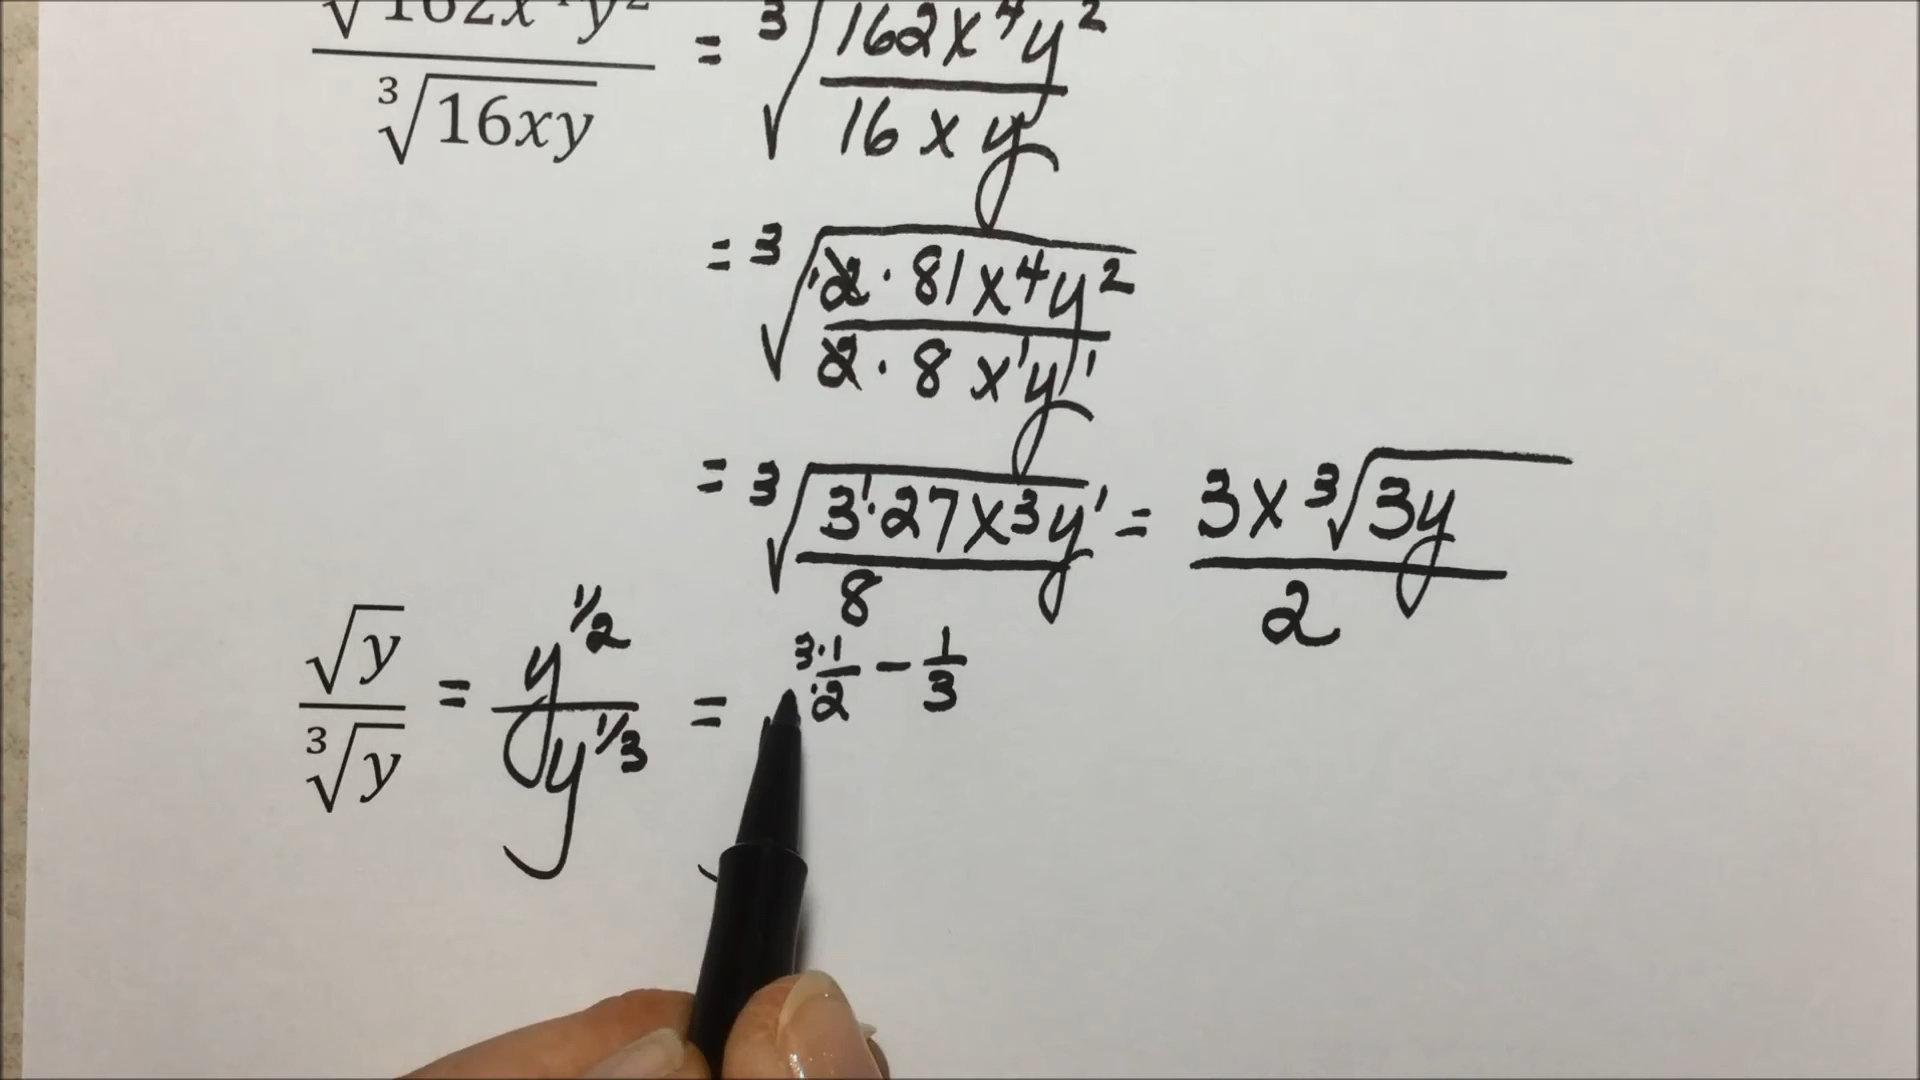 √162x⁴y² / ∛16xy = ∛(162x⁴y² / 16xy)
= ∛(2·81x⁴y² / 2·8x¹y¹)
= ∛(3·27x³y¹ / 8) = 3x∛3y / 2
√y / ∛y = y^1/2 / y^1/3 = 3·1/2 − 1/3